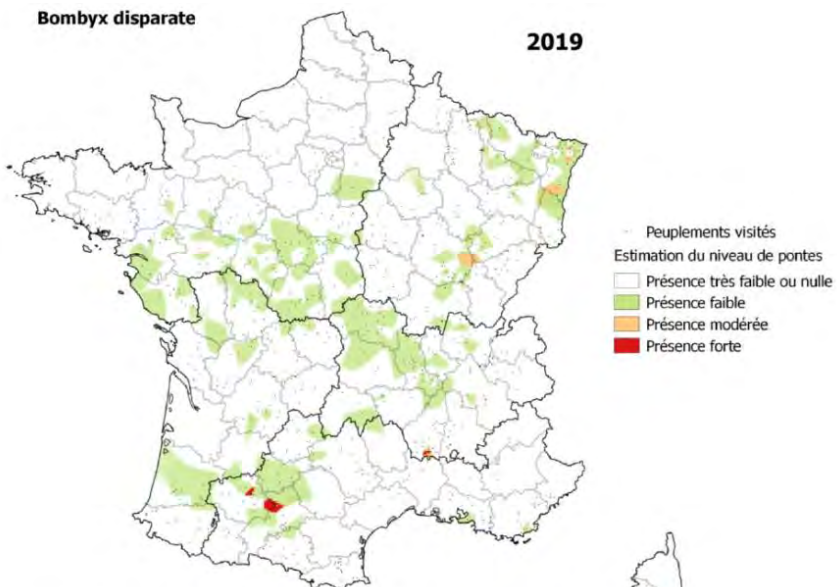 Bombyx disparate
2019
Peuplements visités
Estimation du niveau de pontes
Présence très faible ou nulle
Présence faible
Présence modérée
Présence forte